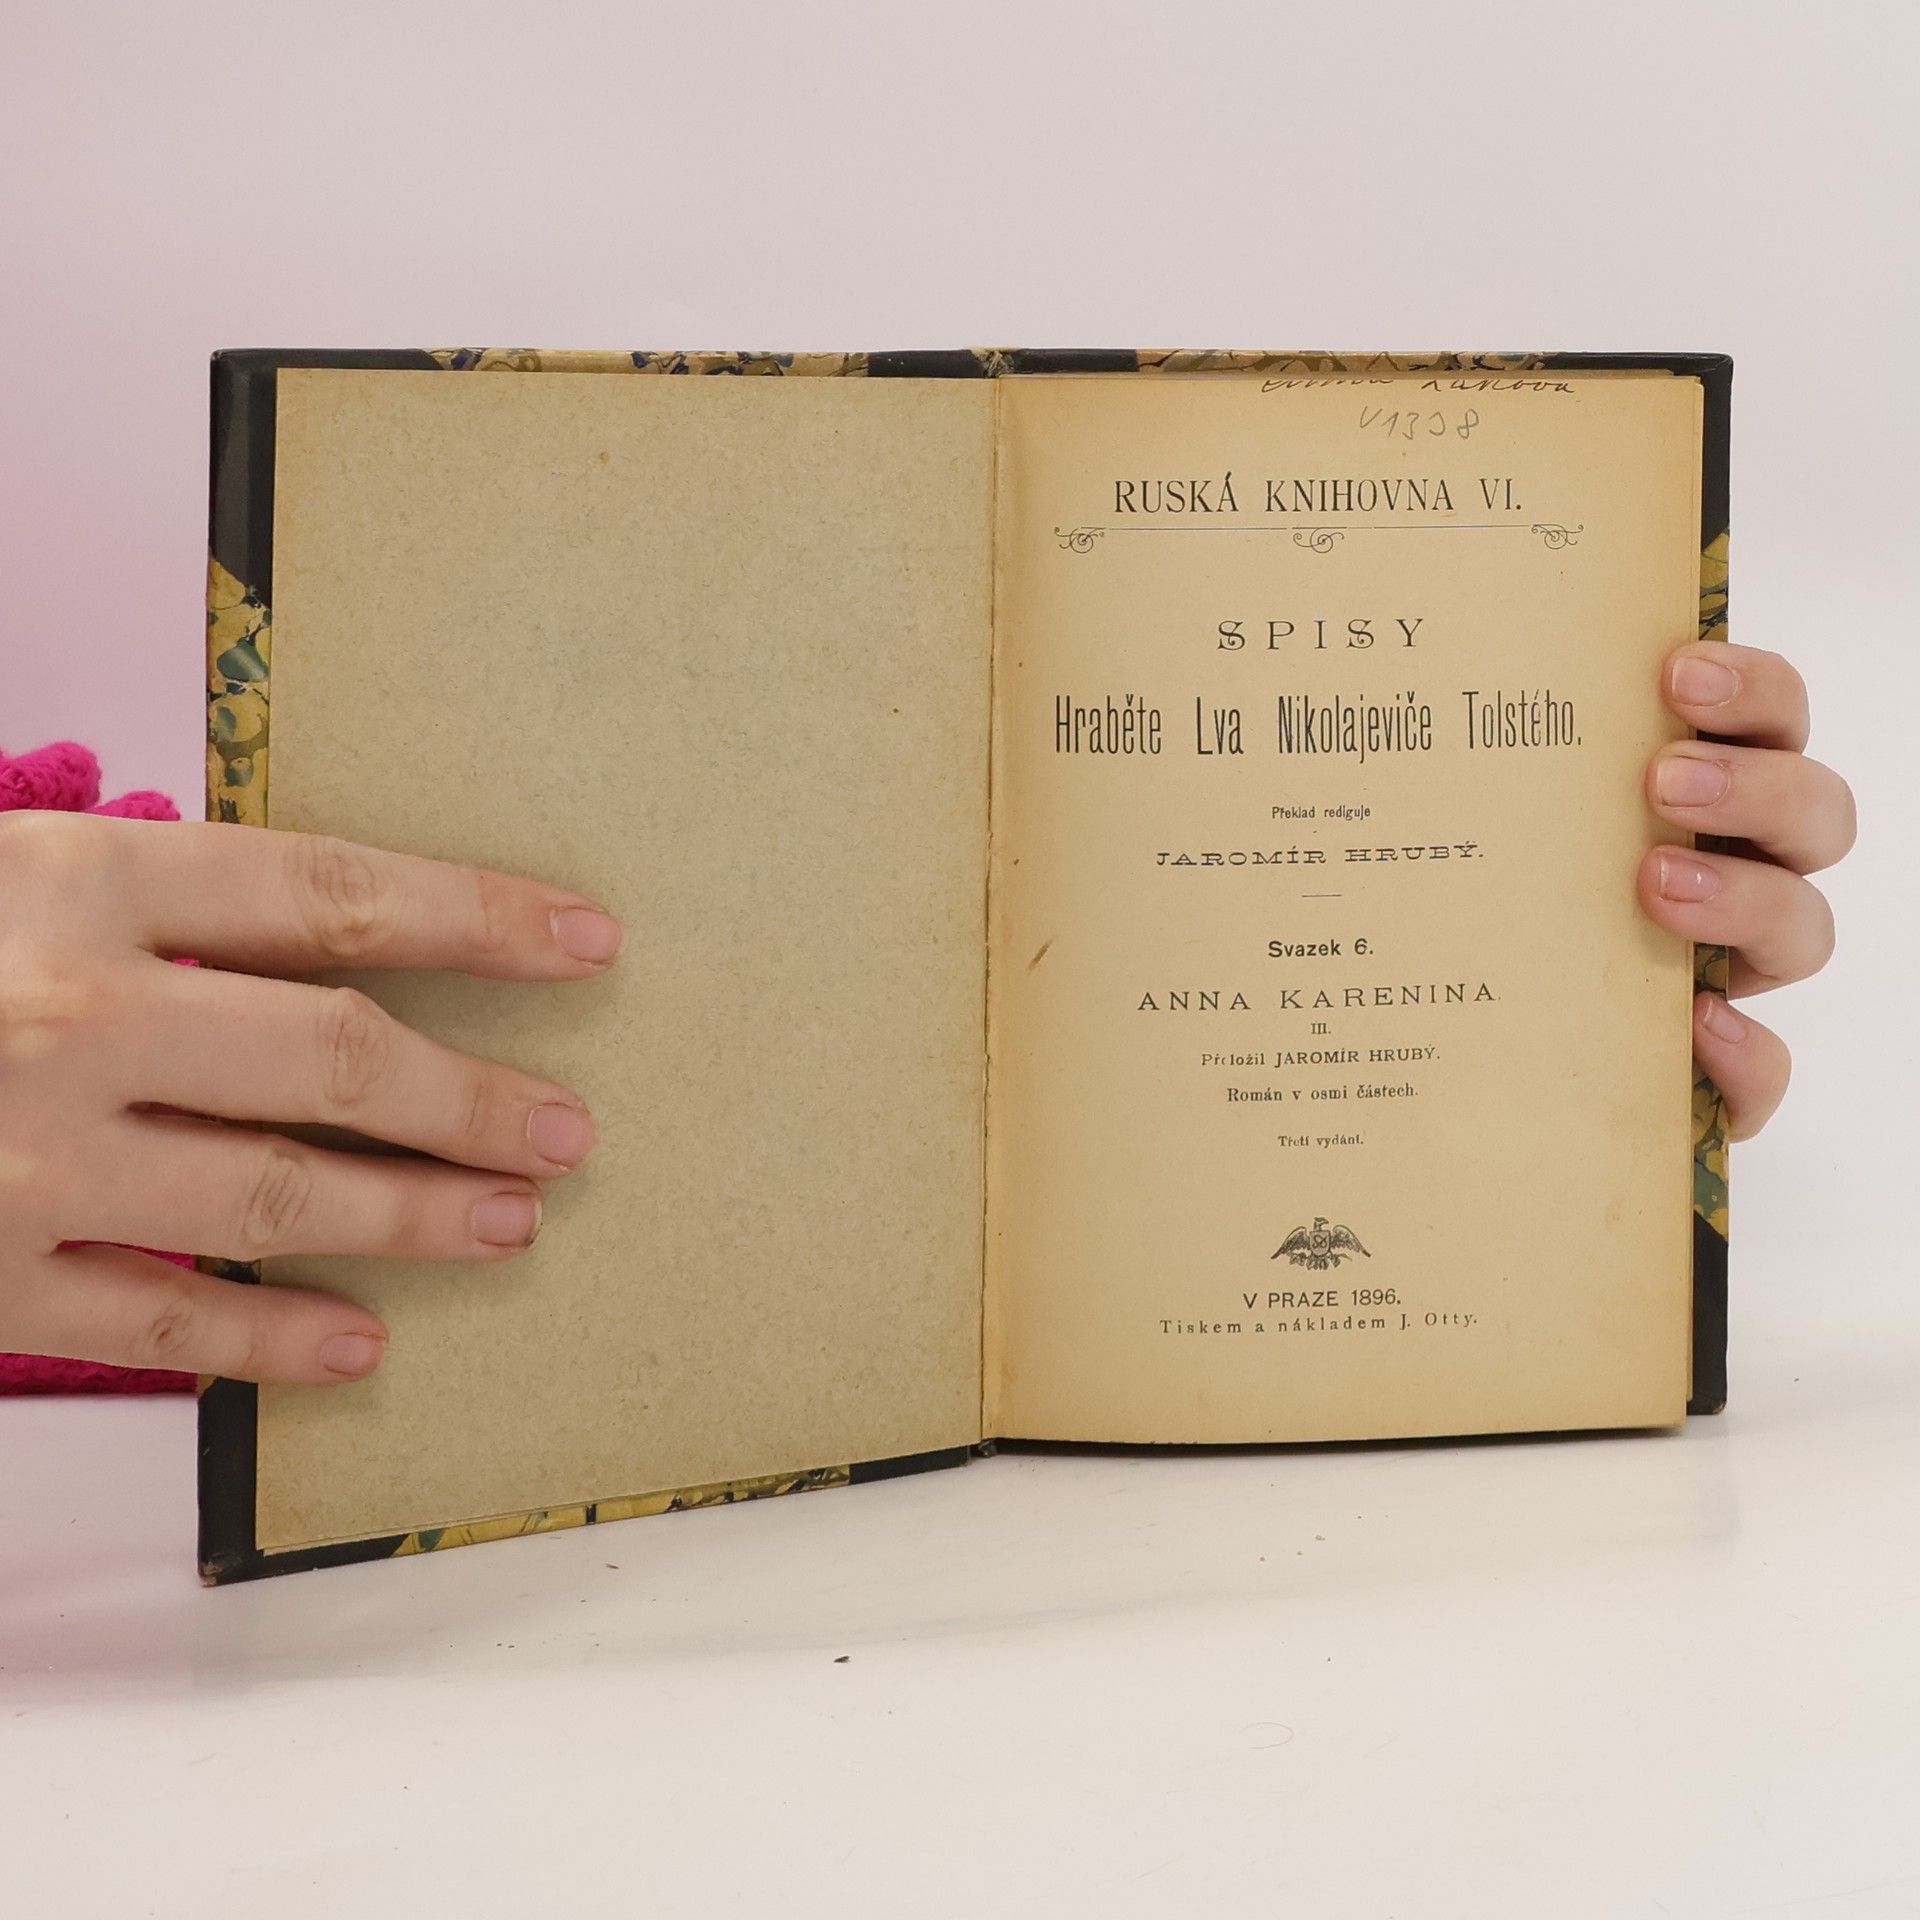 V1338
RUSKÁ KNIHOVNA VI.
SPISY
Hraběte Lva Nikolajeviče Tolstého.
Překlad rediguje
JAROMÍR HRUBÝ.
Svazek 6.
ANNA KARENINA.
III.
Přeložil JAROMÍR HRUBÝ.
Román v osmi částech.
Třetí vydání.
V PRAZE 1896.
Tiskem a nákladem J. Otty.